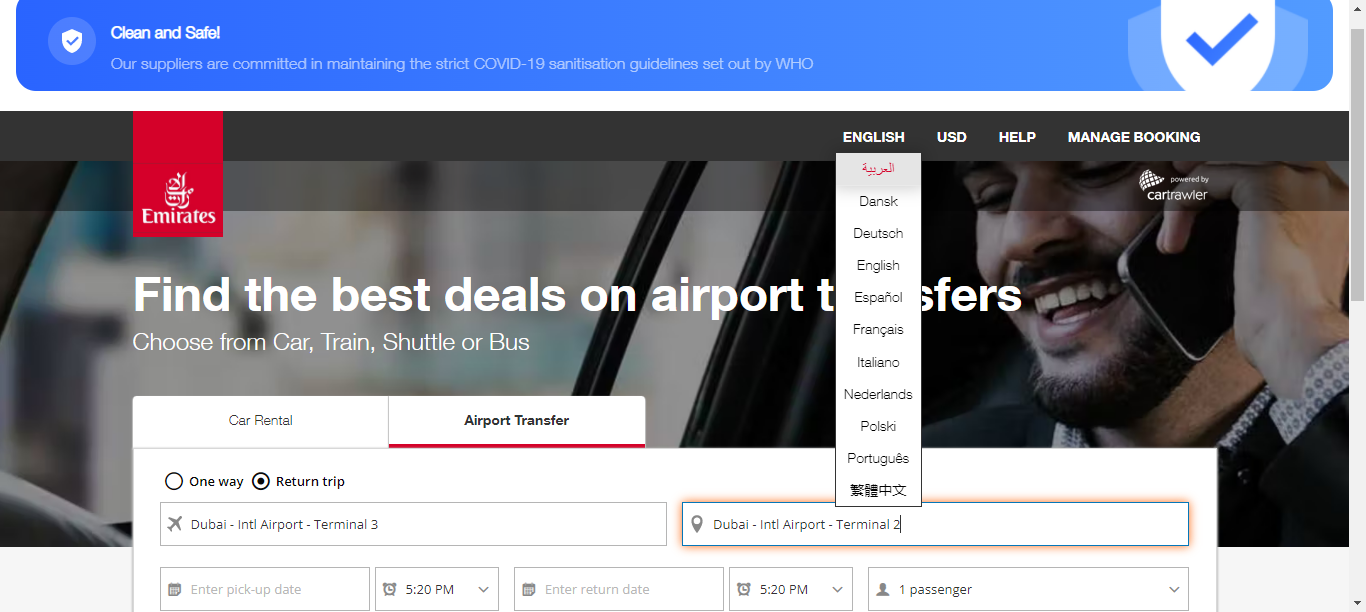 Clean and Safe!
Our suppliers are committed in maintaining the strict COVID-19 sanitisation guidelines set out by WHO
ENGLISH USD HELP MANAGE BOOKING
Emirates
powered by
cartrawler
العربية
Dansk
Deutsch
English
Español
Français
Italiano
Nederlands
Polski
Português
繁體中文
Find the best deals on airport t sfers
Choose from Car, Train, Shuttle or Bus
Car Rental
Airport Transfer
One way Return trip
Dubai - Intl Airport - Terminal 3
Dubai - Intl Airport - Terminal 2
Enter pick-up date 5:20 PM Enter return date 5:20 PM 1 passenger